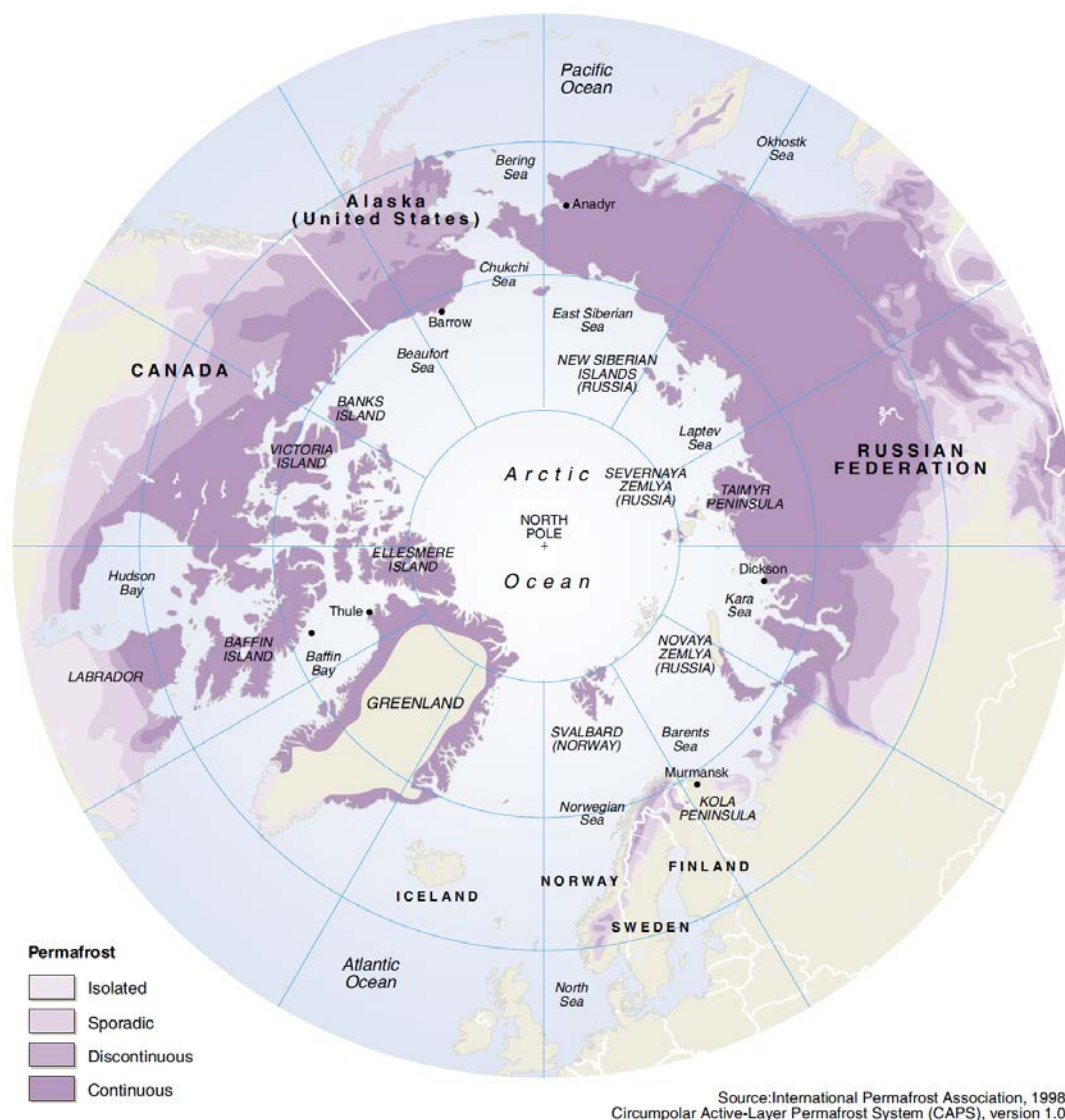 Pacific
Ocean
Okhostk
Sea
Bering
Sea
Anadyr
Alaska
(United States)
Chukchi
Sea
Barrow
East Siberian
Sea
Beaufort
Sea
NEW SIBERIAN
ISLANDS
(RUSSIA)
CANADA
BANKS
ISLAND
Laptev
Sea
VICTORIA
ISLAND
RUSSIAN
FEDERATION
Arctic
SEVERNAYA
ZEMLYA
(RUSSIA)
TAIMYR
PENINSULA
NORTH
POLE
ELLESMERE
ISLAND
Ocean
Hudson
Bay
Dickson
Kara
Sea
Thule
BAFFIN
ISLAND
Baffin
Bay
NOVAYA
ZEMLYA
(RUSSIA)
LABRADOR
GREENLAND
SVALBARD
(NORWAY)
Barents
Sea
Murmansk
KOLA
PENINSULA
Norwegian
Sea
FINLAND
NORWAY
ICELAND
SWEDEN
Atlantic
Ocean
North
Sea
Permafrost
Isolated
Sporadic
Discontinuous
Continuous
Source:International Permafrost Association, 1998.
Circumpolar Active-Layer Permafrost System (CAPS), version 1.0.